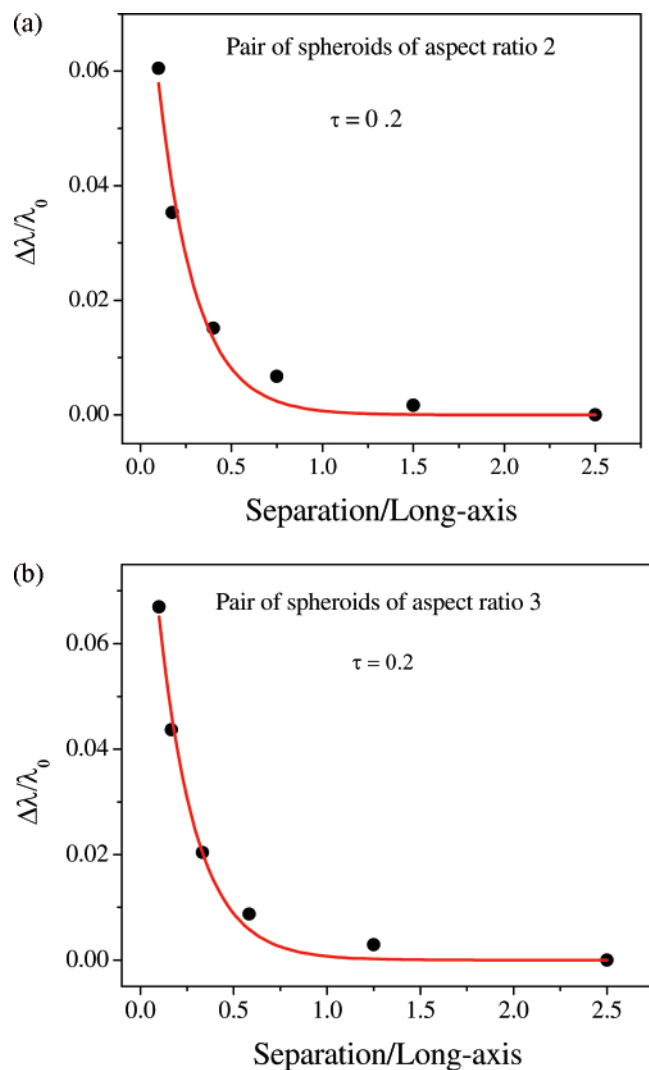 (a)
Pair of spheroids of aspect ratio 2
τ = 0 .2
0.06
0.04
0.02
0.00
Δλ/λ₀
0.0 0.5 1.0 1.5 2.0 2.5
Separation/Long-axis
(b)
Pair of spheroids of aspect ratio 3
τ = 0.2
0.06
0.04
0.02
0.00
Δλ/λ₀
0.0 0.5 1.0 1.5 2.0 2.5
Separation/Long-axis